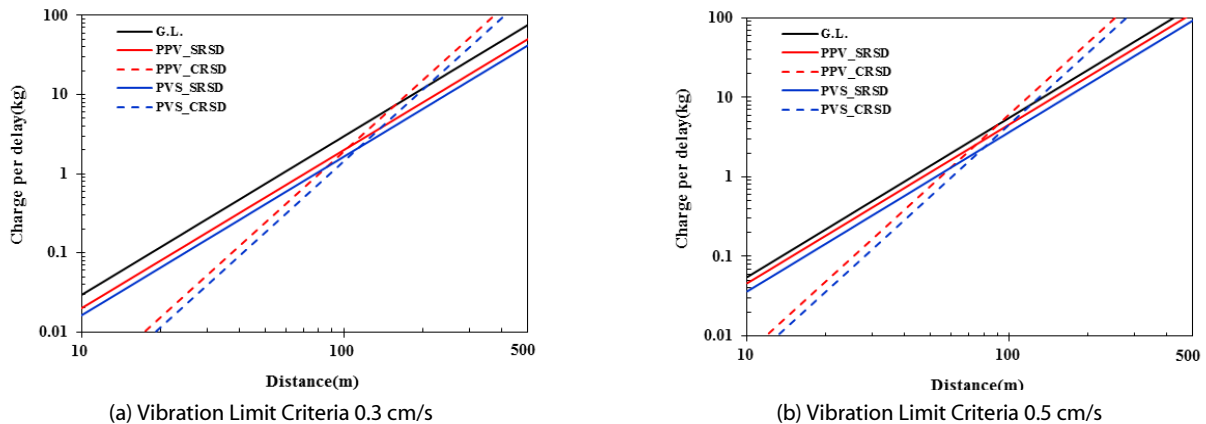 100
10
1
0.1
0.01
Charge per delay(kg)
G.L.
PPV_SRSD
PPV_CRSD
PVS_SRSD
PVS_CRSD
10
100
500
Distance(m)
(a) Vibration Limit Criteria 0.3 cm/s
100
10
1
0.1
0.01
Charge per delay(kg)
G.L.
PPV_SRSD
PPV_CRSD
PVS_SRSD
PVS_CRSD
10
100
500
Distance(m)
(b) Vibration Limit Criteria 0.5 cm/s